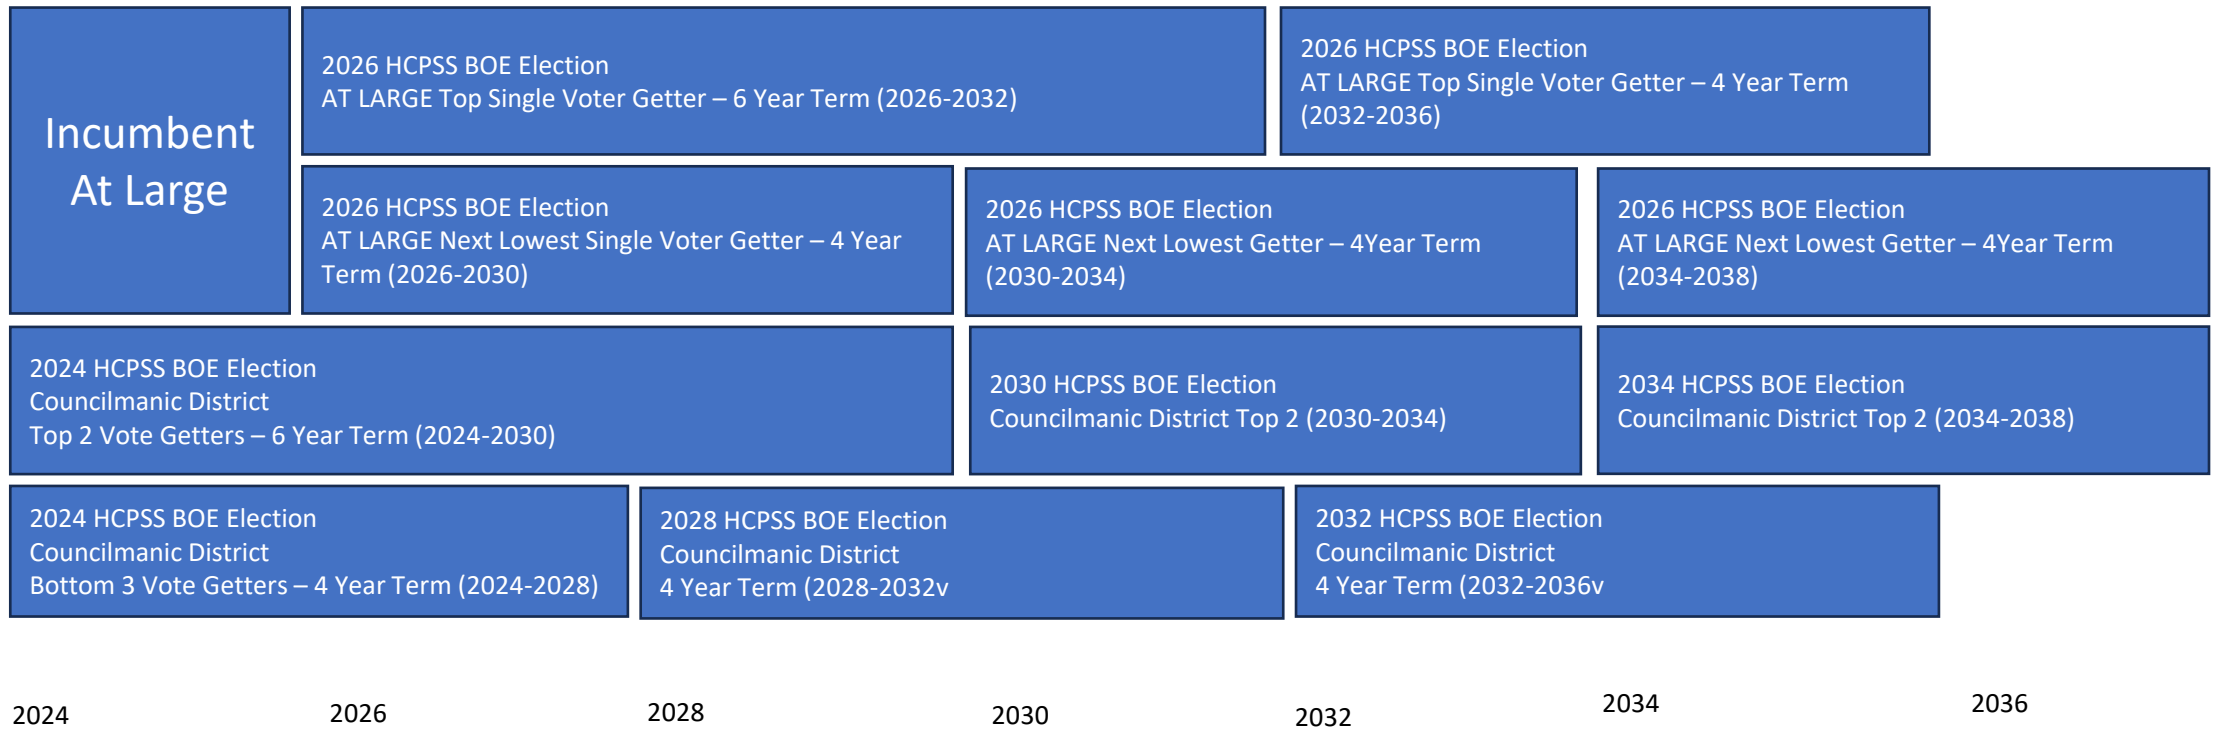 Incumbent
At Large
2026 HCPSS BOE Election
AT LARGE Top Single Voter Getter – 6 Year Term (2026-2032)
2026 HCPSS BOE Election
AT LARGE Top Single Voter Getter – 4 Year Term
(2032-2036)
2026 HCPSS BOE Election
AT LARGE Next Lowest Single Voter Getter – 4 Year
Term (2026-2030)
2026 HCPSS BOE Election
AT LARGE Next Lowest Getter – 4Year Term
(2030-2034)
2026 HCPSS BOE Election
AT LARGE Next Lowest Getter – 4Year Term
(2034-2038)
2024 HCPSS BOE Election
Councilmanic District
Top 2 Vote Getters – 6 Year Term (2024-2030)
2030 HCPSS BOE Election
Councilmanic District Top 2 (2030-2034)
2034 HCPSS BOE Election
Councilmanic District Top 2 (2034-2038)
2024 HCPSS BOE Election
Councilmanic District
Bottom 3 Vote Getters – 4 Year Term (2024-2028)
2028 HCPSS BOE Election
Councilmanic District
4 Year Term (2028-2032v
2032 HCPSS BOE Election
Councilmanic District
4 Year Term (2032-2036v
2024
2026
2028
2030
2032
2034
2036